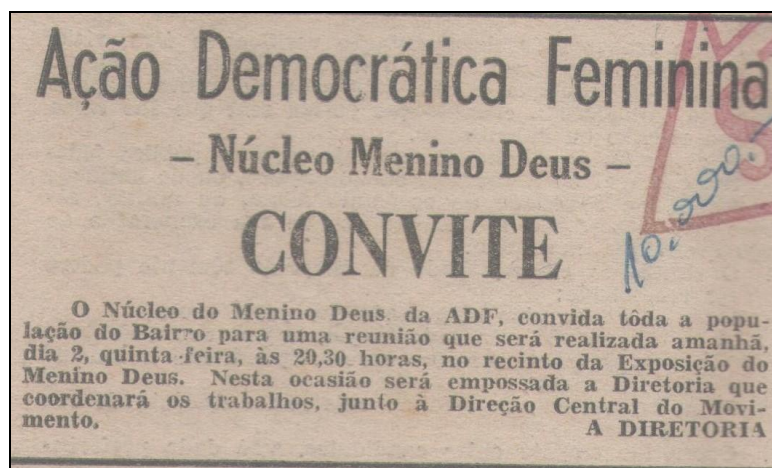 Ação Democrática Feminina
– Núcleo Menino Deus –
CONVITE
10.000.-
O Núcleo do Menino Deus da ADF, convida tôda a popu-
lação do Bairro para uma reunião que será realizada amanhã,
dia 2, quinta-feira, às 20,30 horas, no recinto da Exposição do
Menino Deus. Nesta ocasião será empossada a Diretoria que
coordenará os trabalhos, junto à Direção Central do Movi-
mento.
A DIRETORIA